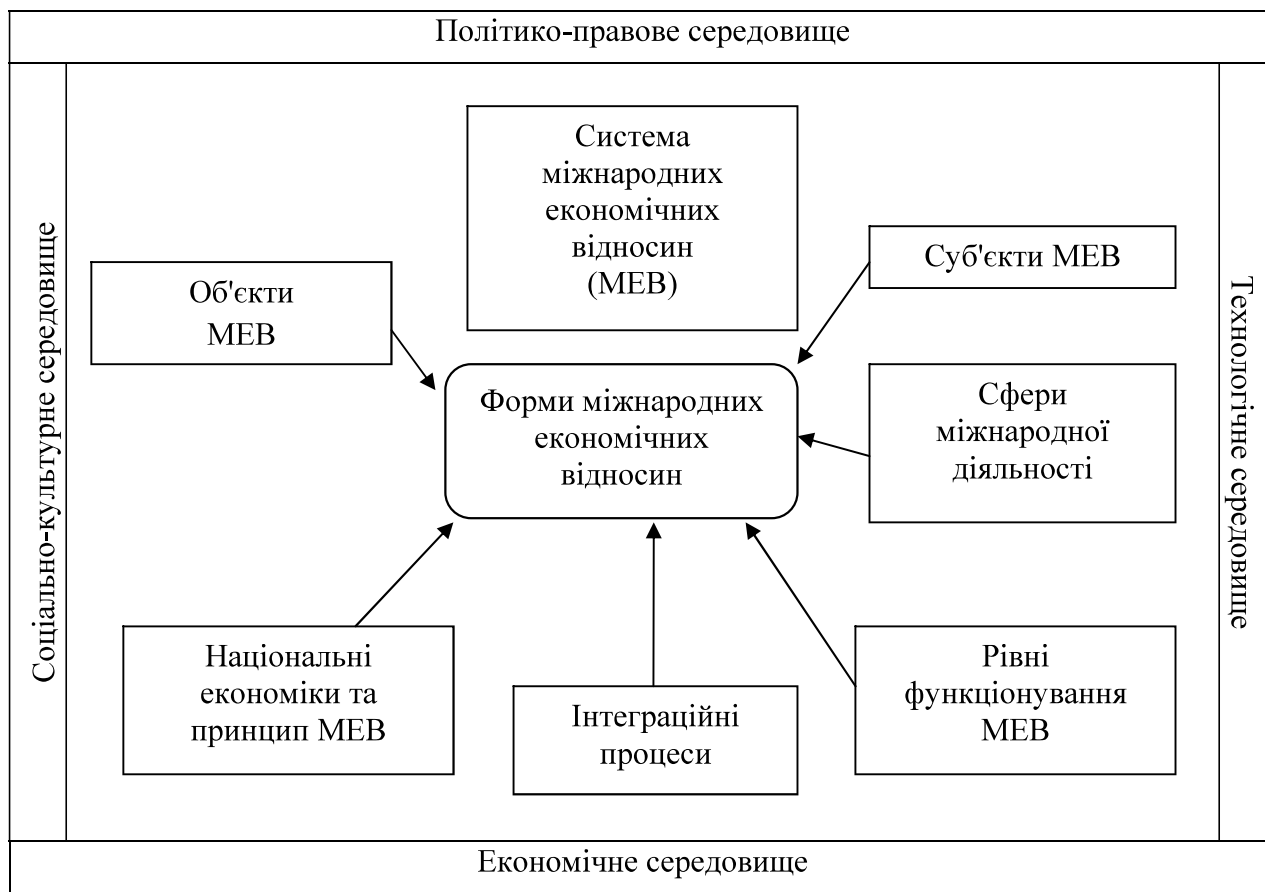 Політико-правове середовище
Соціально-культурне середовище
Система
міжнародних
економічних
відносин
(МЕВ)
Суб'єкти МЕВ
Об'єкти
МЕВ
Технологічне середовище
Форми міжнародних
економічних
відносин
Сфери
міжнародної
діяльності
Національні
економіки та
принцип МЕВ
Інтеграційні
процеси
Рівні
функціонування
МЕВ
Економічне середовище